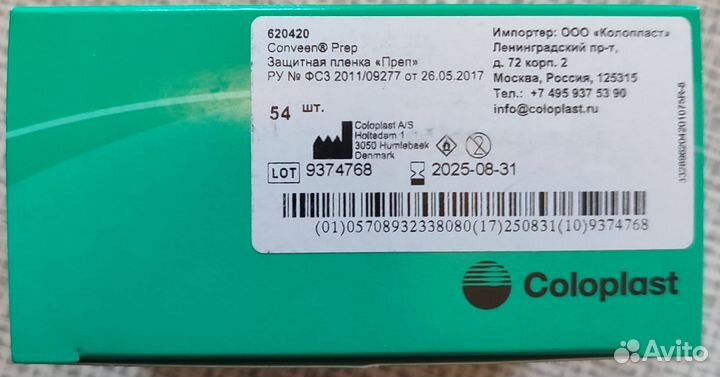 620420
Conveen® Prep
Защитная пленка «Преп»
РУ № ФСЗ 2011/09277 от 26.05.2017
54 шт.
Импортер: ООО «Колопласт»
Ленинградский пр-т,
д. 72 корп. 2
Москва, Россия, 125315
Тел.: +7 495 937 53 90
info@coloplast.ru
Coloplast A/S
Holtedam 1
3050 Humlebaek
Denmark
LOT 9374768
2025-08-31
(01)05708932338080(17)250831(10)9374768
Coloplast
Avito